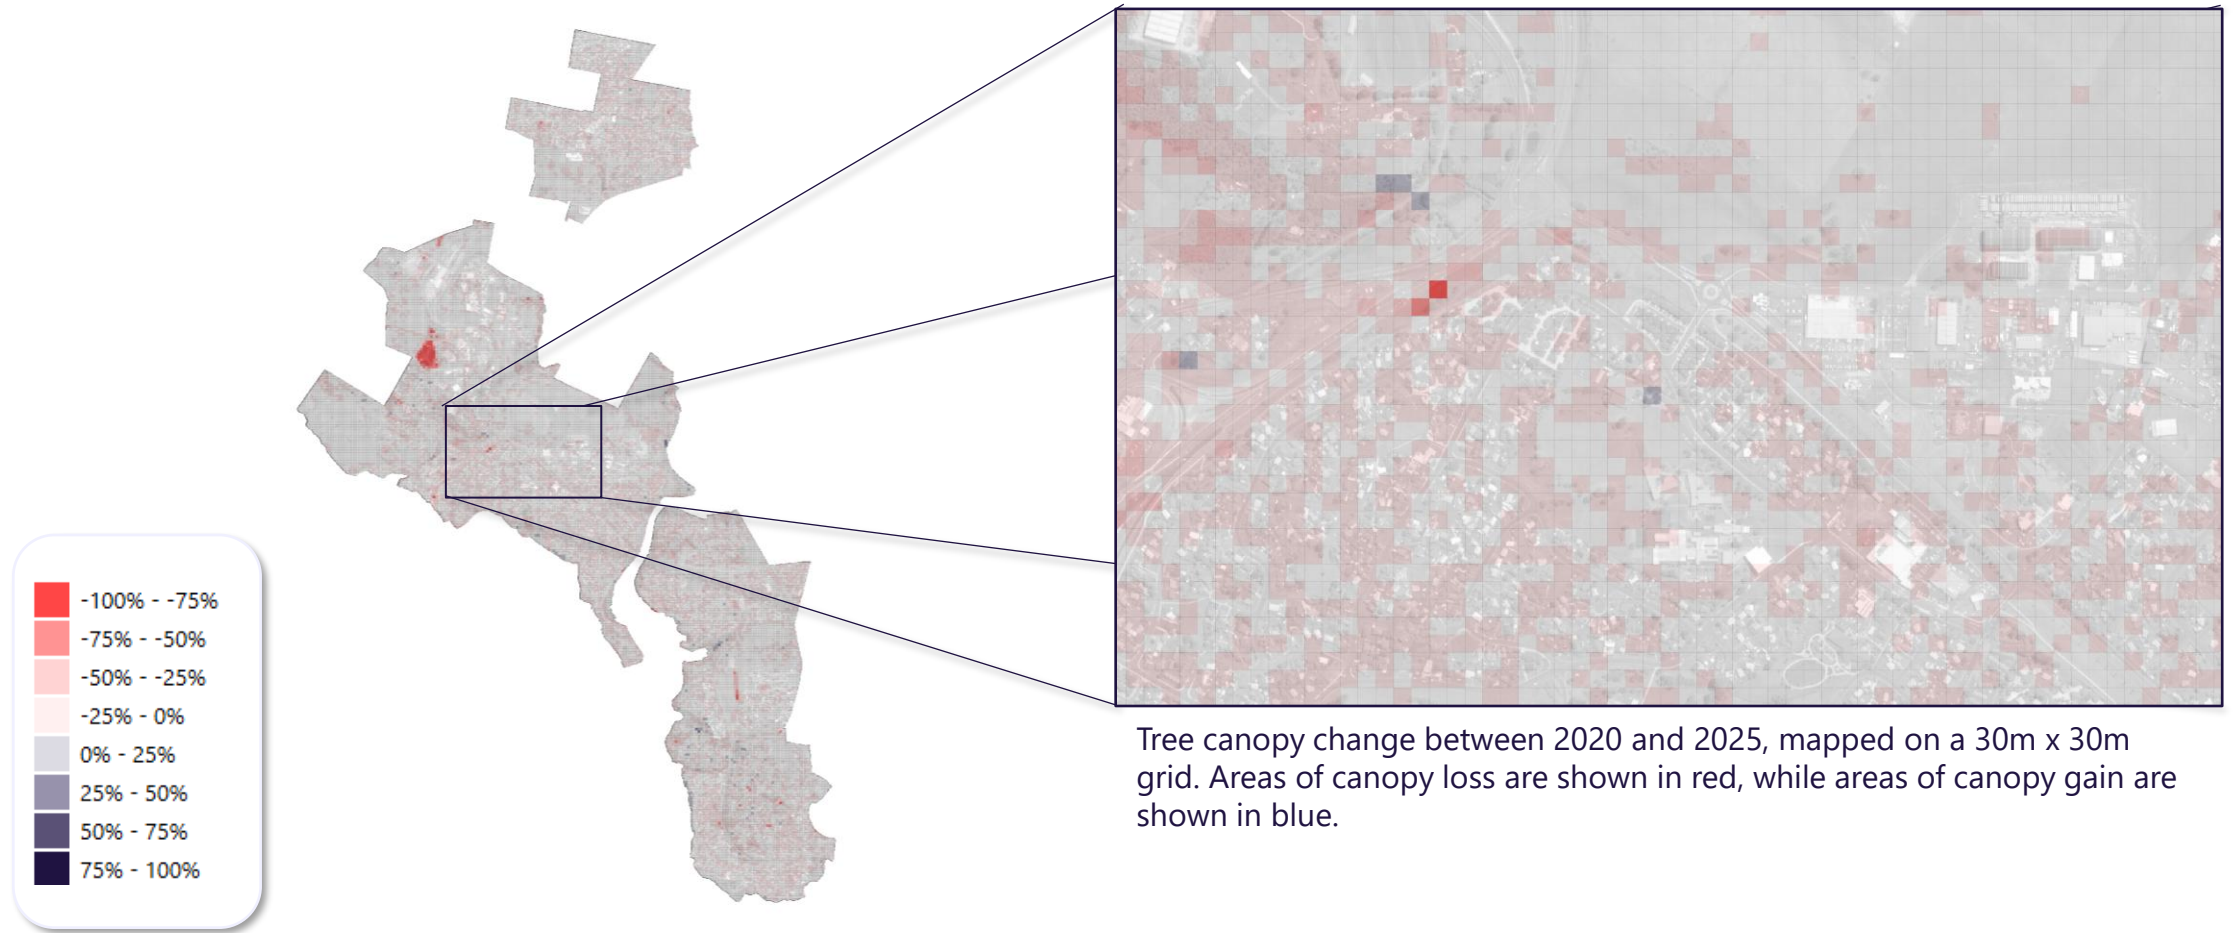 -100% - -75%
-75% - -50%
-50% - -25%
-25% - 0%
0% - 25%
25% - 50%
50% - 75%
75% - 100%
Tree canopy change between 2020 and 2025, mapped on a 30m x 30m
grid. Areas of canopy loss are shown in red, while areas of canopy gain are
shown in blue.